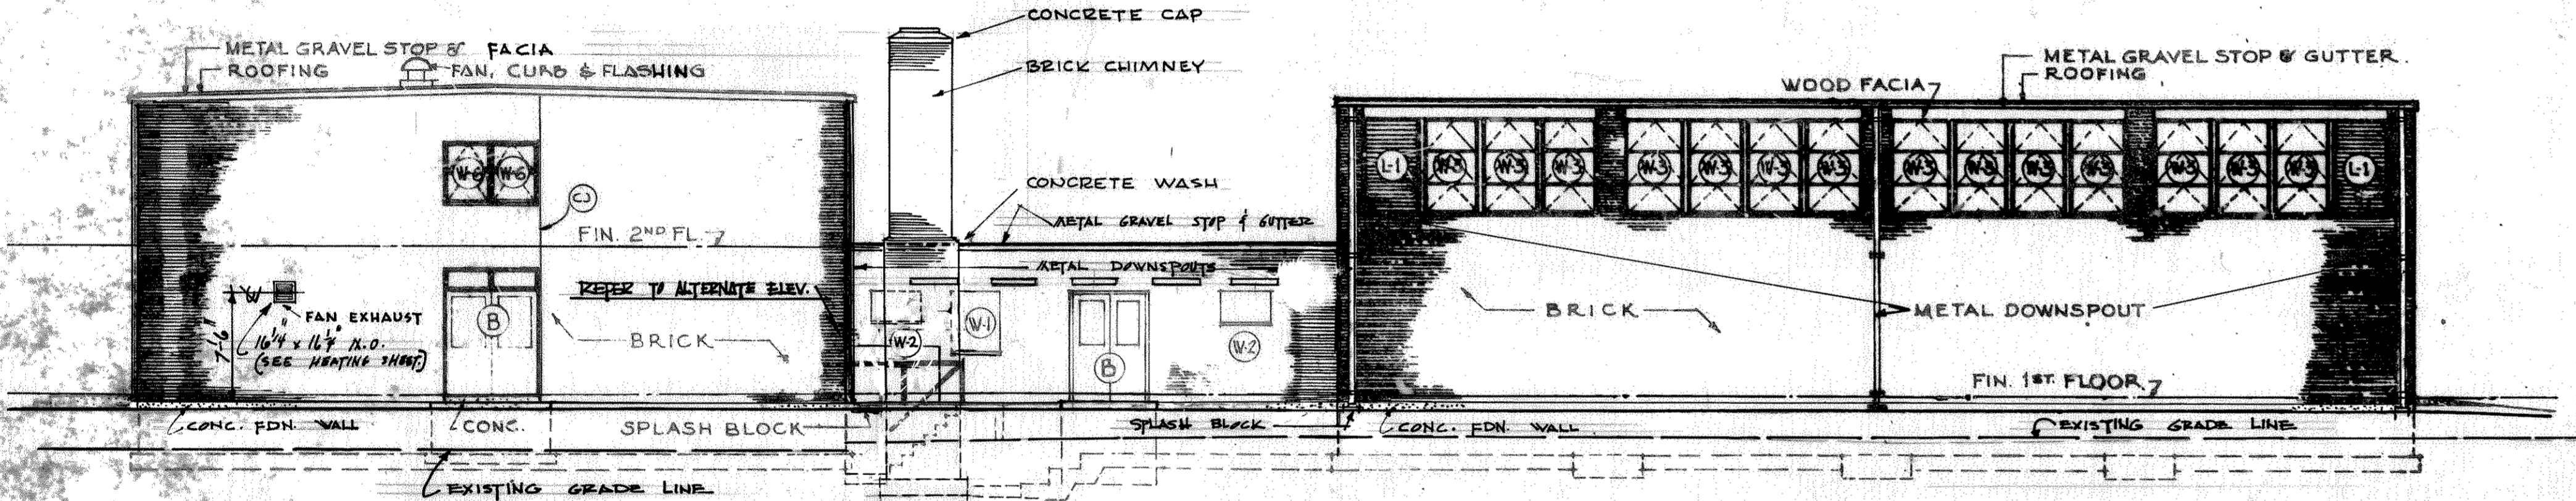 CONCRETE CAP
METAL GRAVEL STOP & FACIA
ROOFING
FAN, CURB & FLASHING
BRICK CHIMNEY
METAL GRAVEL STOP & GUTTER.
ROOFING
WOOD FACIA
W-6 W-6
CJ
FIN. 2ND FL.
CONCRETE WASH
METAL GRAVEL STOP & GUTTER
METAL DOWNSPOUTS
REFER TO ALTERNATE ELEV.
L-1 W-3 W-3 W-3 W-3 W-3 W-3 W-3 W-3 W-3 W-3 W-3 W-3 W-3 W-3 L-1
7'-6"
FAN EXHAUST
16 1/4" x 16 1/4" M.O.
(SEE HEATING SHEET)
B
BRICK
W-2
W-1
B
W-2
BRICK
METAL DOWNSPOUT
FIN. 1ST. FLOOR
CONC. FDN. WALL
CONC.
SPLASH BLOCK
SPLASH BLOCK
CONC. FDN. WALL
EXISTING GRADE LINE
EXISTING GRADE LINE